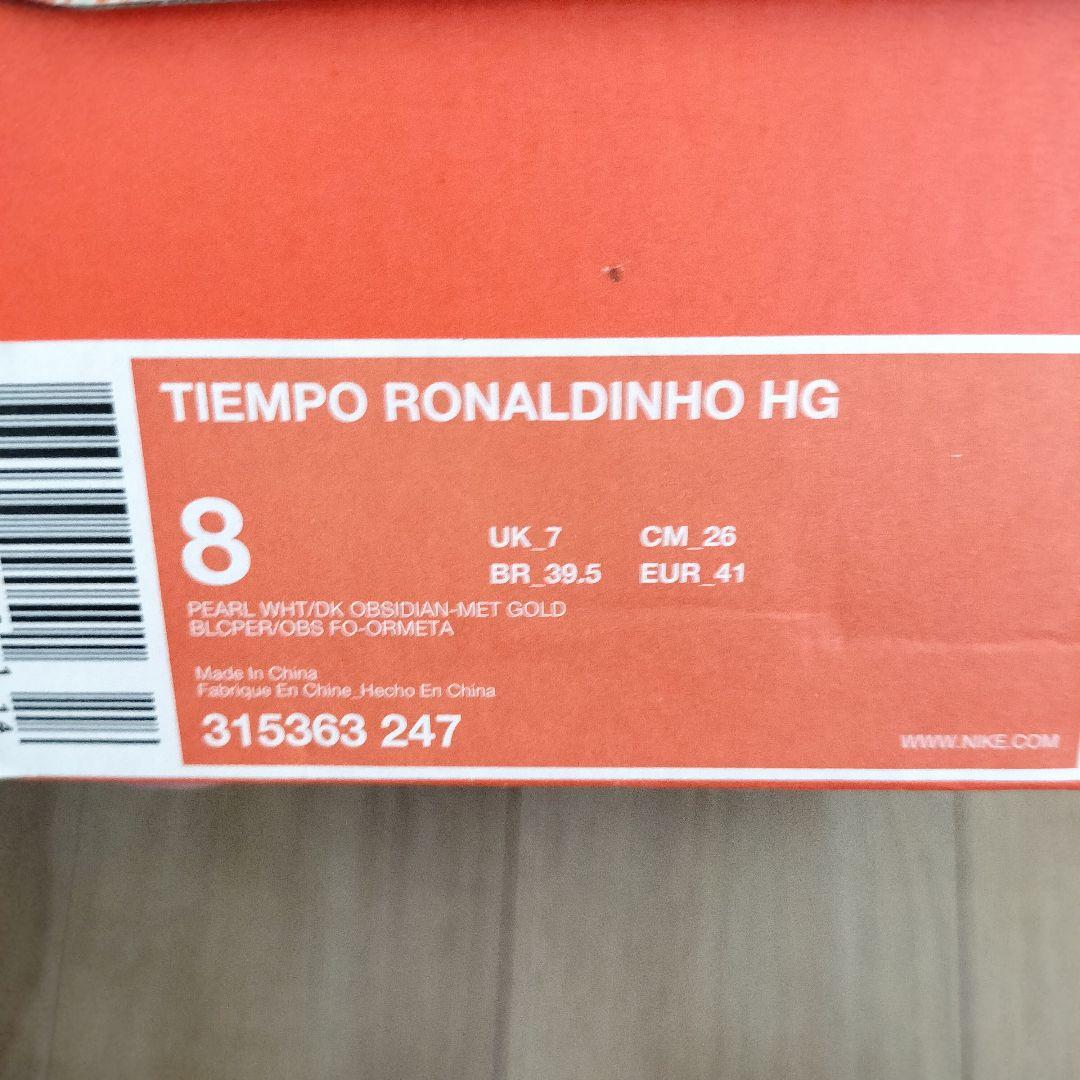 TIEMPO RONALDINHO HG
8
UK_7 CM_26
BR_39.5 EUR_41
PEARL WHT/DK OBSIDIAN-MET GOLD
BLCPER/OBS FO-ORMETA
Made In China
Fabrique En Chine_Hecho En China
315363 247
WWW.NIKE.COM